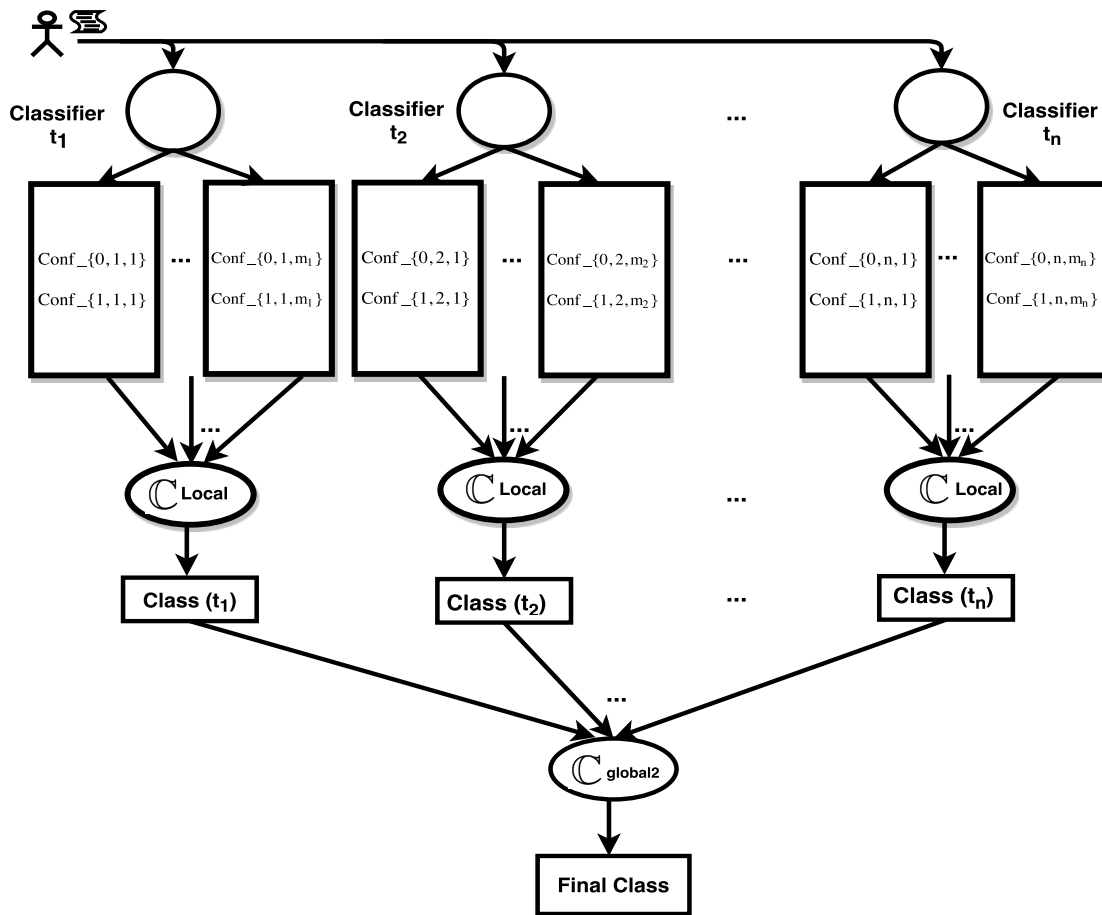 Classifier
t₁
Classifier
t₂
...
Classifier
tₙ
Conf_{0,1,1}
Conf_{1,1,1}
...
Conf_{0,1,m₁}
Conf_{1,1,m₁}
Conf_{0,2,1}
Conf_{1,2,1}
...
Conf_{0,2,m₂}
Conf_{1,2,m₂}
...
Conf_{0,n,1}
Conf_{1,n,1}
...
Conf_{0,n,mₙ}
Conf_{1,n,mₙ}
...
...
...
ℂ Local
ℂ Local
...
ℂ Local
Class (t₁)
Class (t₂)
...
Class (tₙ)
...
ℂ global2
Final Class